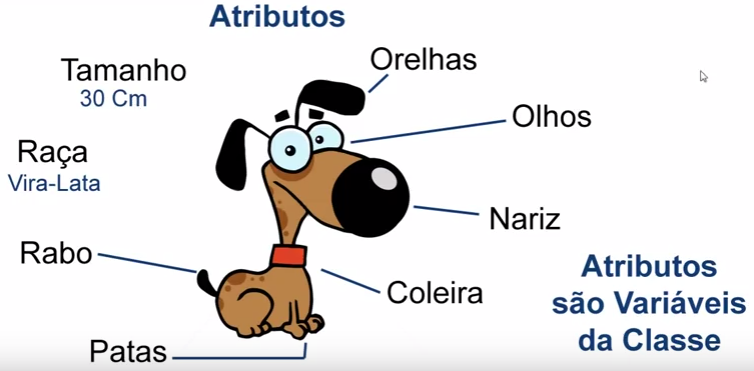 Atributos
Tamanho
30 Cm
Orelhas
Olhos
Raça
Vira-Lata
Nariz
Rabo
Coleira
Patas
Atributos
são Variáveis
da Classe